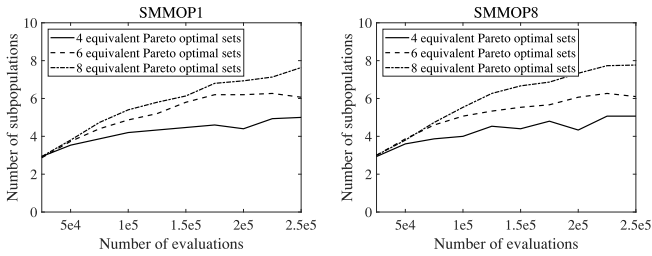 SMMOP1
10
8
6
4
2
0
Number of subpopulations
4 equivalent Pareto optimal sets
6 equivalent Pareto optimal sets
8 equivalent Pareto optimal sets
5e4 1e5 1.5e5 2e5 2.5e5
Number of evaluations
SMMOP8
10
8
6
4
2
0
Number of subpopulations
4 equivalent Pareto optimal sets
6 equivalent Pareto optimal sets
8 equivalent Pareto optimal sets
5e4 1e5 1.5e5 2e5 2.5e5
Number of evaluations